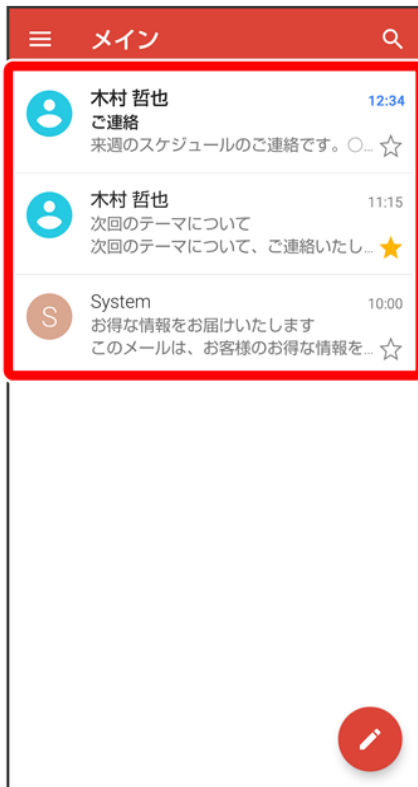 メイン
木村 哲也
12:34
ご連絡
来週のスケジュールのご連絡です。○...
木村 哲也
11:15
次回のテーマについて
次回のテーマについて、ご連絡いたし...
S
System
10:00
お得な情報をお届けいたします
このメールは、お客様のお得な情報を...